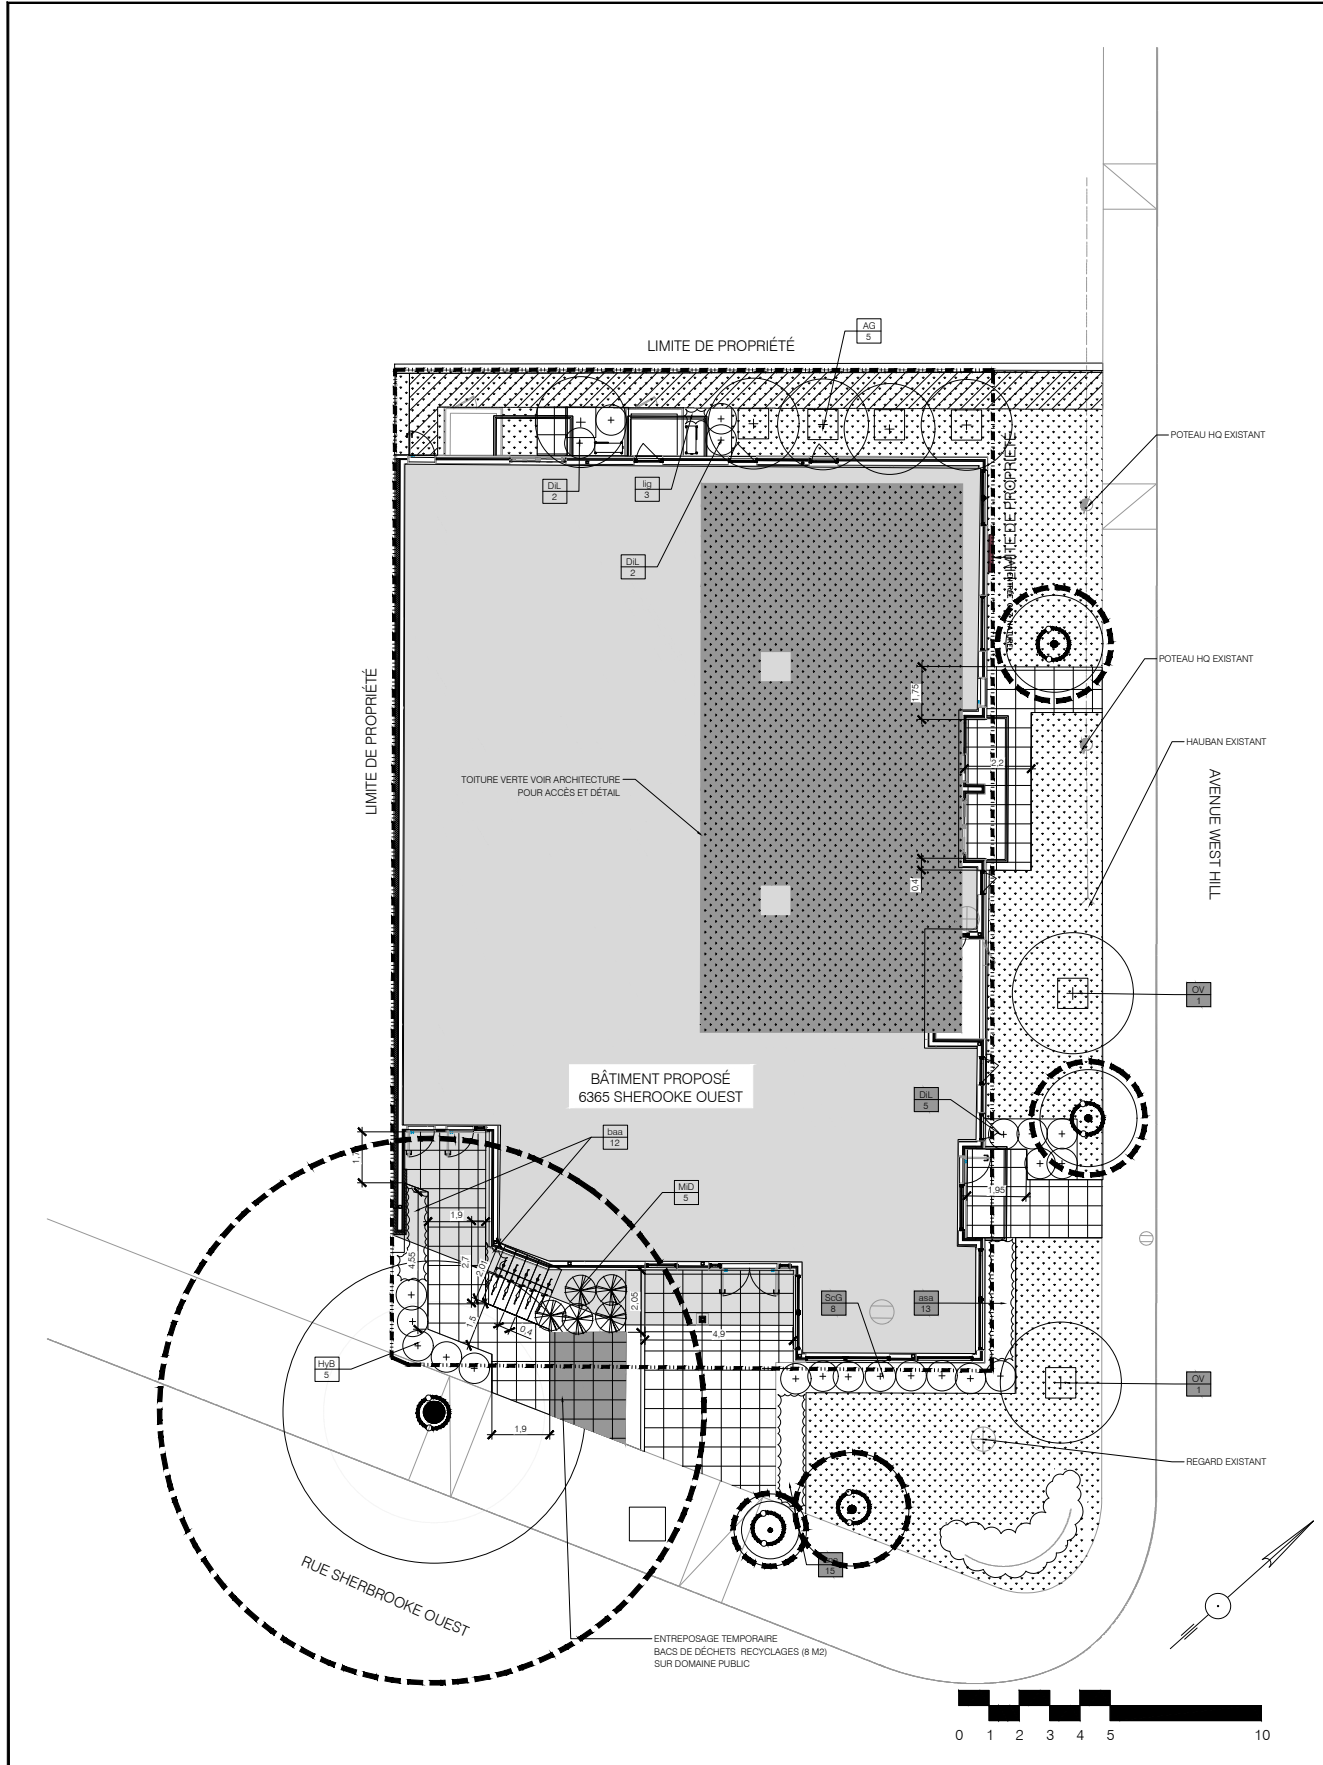 LIMITE DE PROPRIÉTÉ
AG
5
POTEAU HQ EXISTANT
LIMITE DE PROPRIÉTÉ
DiL
2
lig
3
DiL
2
POTEAU HQ EXISTANT
LIMITE DE PROPRIÉTÉ
1,75
HAUBAN EXISTANT
2,2
TOITURE VERTE VOIR ARCHITECTURE
POUR ACCÈS ET DÉTAIL
AVENUE WEST HILL
0,4
OV
1
BÂTIMENT PROPOSÉ
6365 SHEROOKE OUEST
DiL
5
baa
12
MiD
5
1,95
1,9
4,55
2,7
2,01
2,05
ScG
8
asa
13
1,5
0,4
4,9
HyB
5
OV
1
1,9
REGARD EXISTANT
15
RUE SHERBROOKE OUEST
ENTREPOSAGE TEMPORAIRE
BACS DE DÉCHETS RECYCLAGES (8 M2)
SUR DOMAINE PUBLIC
0 1 2 3 4 5 10